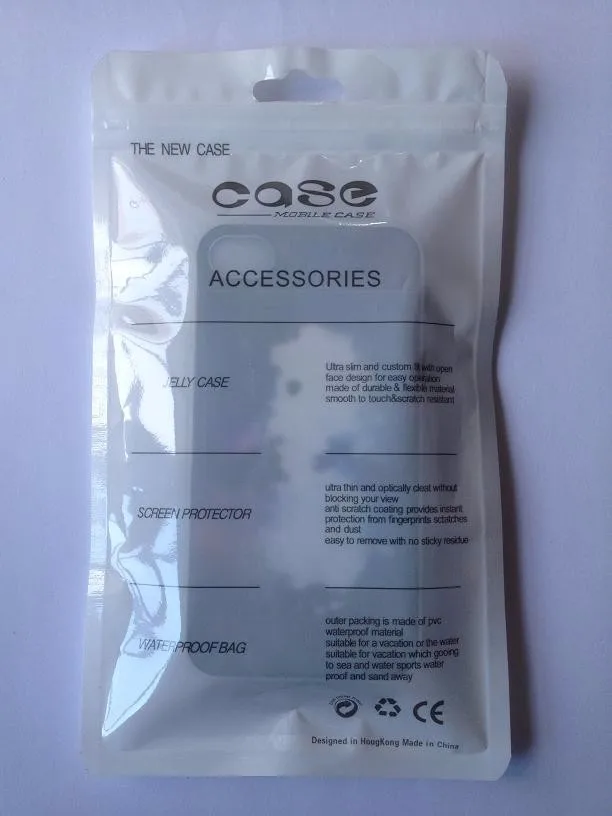 THE NEW CASE
case
MOBILE CASE
ACCESSORIES
JELLY CASE
Ultra slim and custom fit with open
face design for easy operation
made of durable & flexible material
smooth to touch&scratch resistant
SCREEN PROTECTOR
ultra thin and optically cleat without
blocking your view
anti scratch coating provides instant
protection from fingerprints sctatches
and dust
easy to remove with no sticky residue
WATERPROOF BAG
outer packing is made of pvc
waterproof material
suitable for a vacation or the water
suitable for vacation which gooing
to sea and water sports water
proof and sand away
CE
Designed in HougKong Made in China